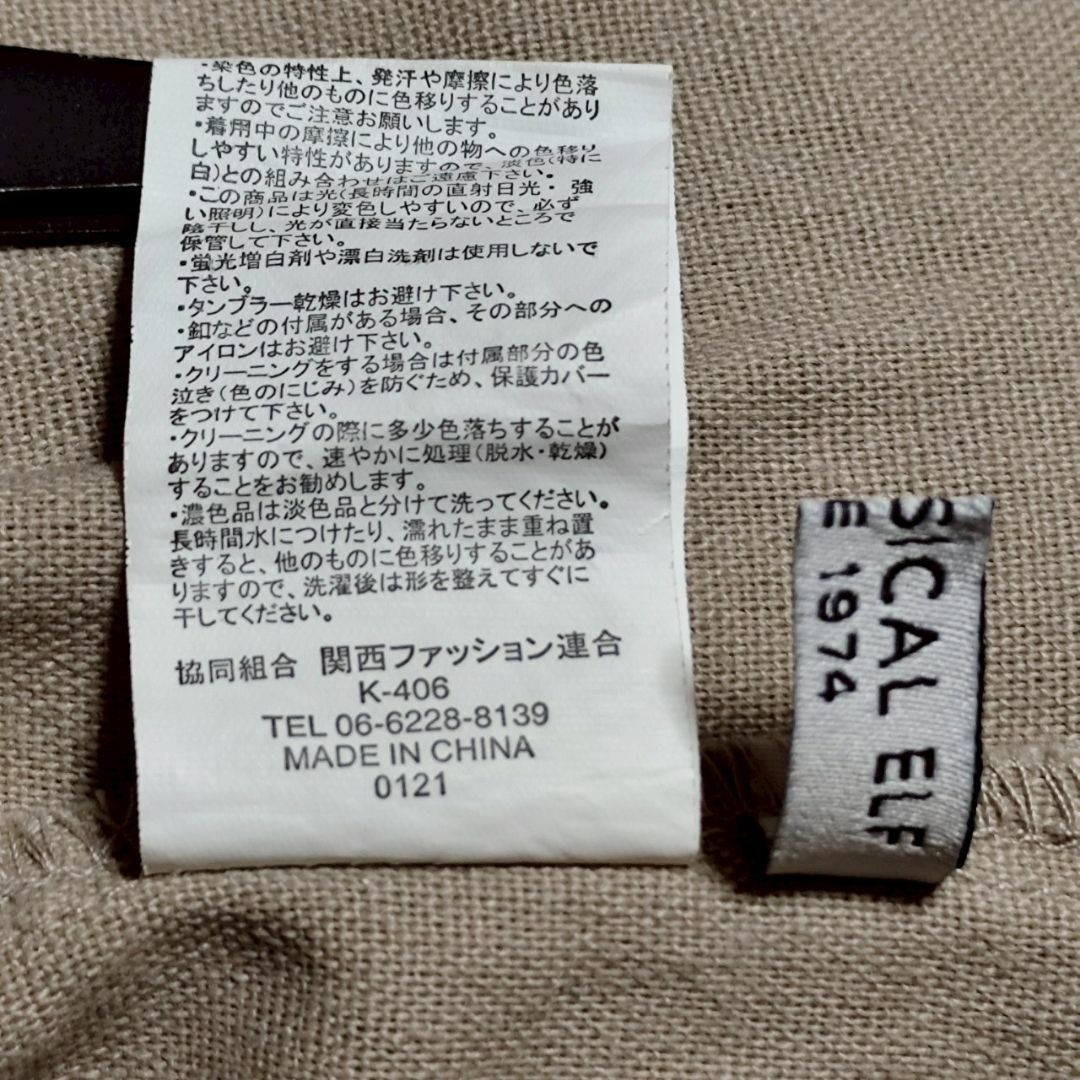 ・染色の特性上、発汗や摩擦により色落
ちしたり他のものに色移りすることがあり
ますのでご注意お願いします。
・着用中の摩擦により他の物への色移り
しやすい特性がありますので、淡色(特に
白)との組み合わせはご遠慮下さい。
・この商品は光(長時間の直射日光・強
い照明)により変色しやすいので、必ず
陰干しし、光が直接当たらないところで
保管して下さい。
・蛍光増白剤や漂白洗剤は使用しないで
下さい。
・タンブラー乾燥はお避け下さい。
・釦などの付属がある場合、その部分への
アイロンはお避け下さい。
・クリーニングをする場合は付属部分の色
泣き(色のにじみ)を防ぐため、保護カバー
をつけて下さい。
・クリーニングの際に多少色落ちすることが
ありますので、速やかに処理(脱水・乾燥)
することをお勧めします。
・濃色品は淡色品と分けて洗ってください。
長時間水につけたり、濡れたまま重ね置
きすると、他のものに色移りすることがあ
りますので、洗濯後は形を整えてすぐに
干してください。
協同組合 関西ファッション連合
K-406
TEL 06-6228-8139
MADE IN CHINA
0121
SICAL ELF
E 1974